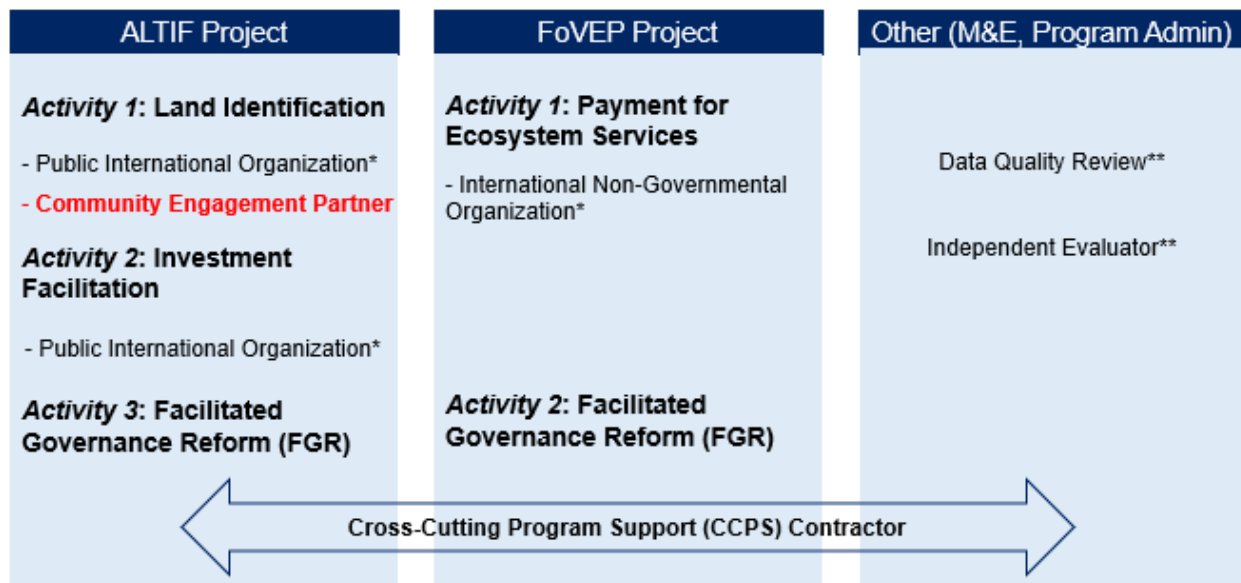 ALTIF Project
Activity 1: Land Identification
- Public International Organization*
- Community Engagement Partner
Activity 2: Investment
Facilitation
- Public International Organization*
Activity 3: Facilitated
Governance Reform (FGR)
FoVEP Project
Activity 1: Payment for
Ecosystem Services
- International Non-Governmental
Organization*
Activity 2: Facilitated
Governance Reform (FGR)
Other (M&E, Program Admin)
Data Quality Review**
Independent Evaluator**
Cross-Cutting Program Support (CCPS) Contractor